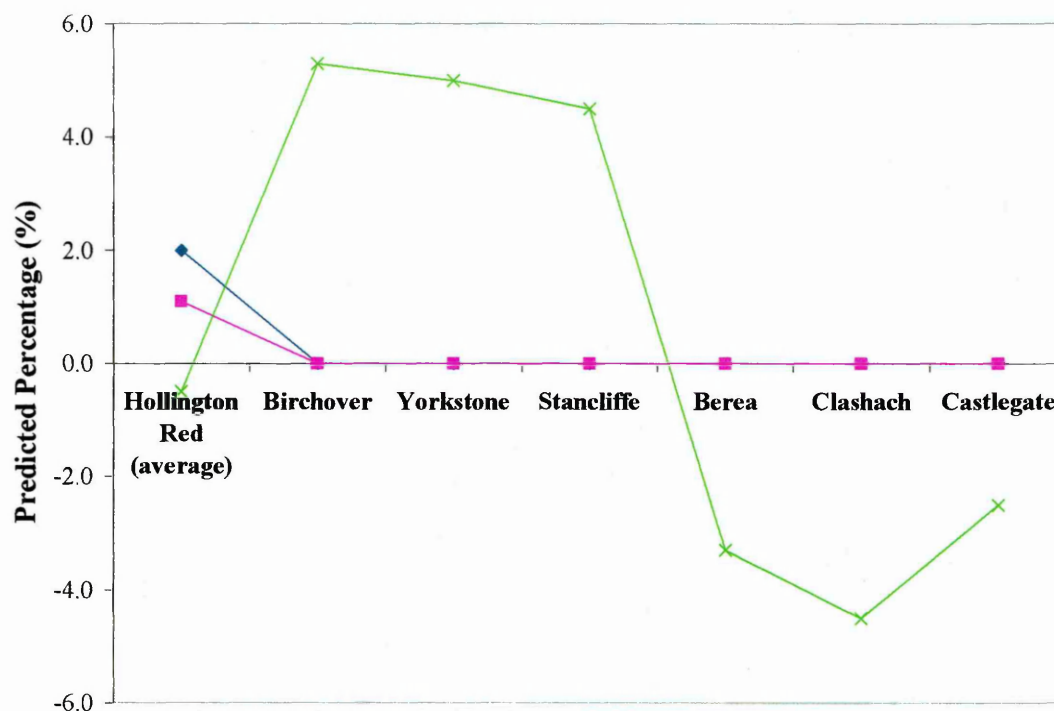 6.0
4.0
2.0
0.0
-2.0
-4.0
-6.0
Predicted Percentage (%)
Hollington
Red
(average)
Birchover
Yorkstone
Stancliffe
Berea
Clashach
Castlegate